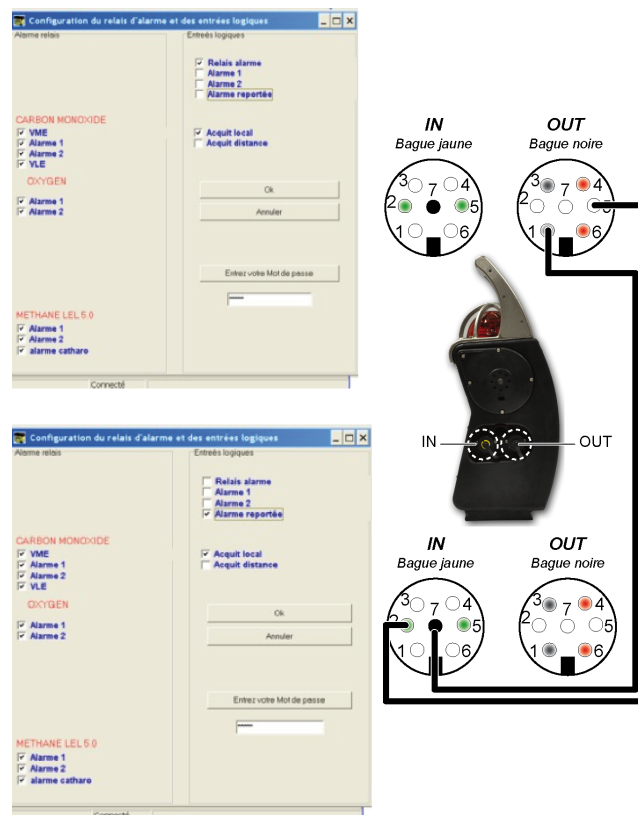 Configuration du relais d'alarme et des entrées logiques
Alarme relais
Entreés logiques
Relais alarme
Alarme 1
Alarme 2
Alarme reportée
CARBON MONOXIDE
VME
Alarme 1
Alarme 2
VLE
Acquit local
Acquit distance
OXYGEN
Alarme 1
Alarme 2
Ok
Annuler
Entrez votre Mot de passe
METHANE LEL 5.0
Alarme 1
Alarme 2
alarme catharo
Connecté
IN
Bague jaune
3 7 4
2 5
1 6
OUT
Bague noire
3 7 4
2 5
1 6
IN
OUT
Configuration du relais d'alarme et des entrées logiques
Alarme relais
Entreés logiques
Relais alarme
Alarme 1
Alarme 2
Alarme reportée
CARBON MONOXIDE
VME
Alarme 1
Alarme 2
VLE
Acquit local
Acquit distance
OXYGEN
Alarme 1
Alarme 2
Ok
Annuler
Entrez votre Mot de passe
METHANE LEL 5.0
Alarme 1
Alarme 2
alarme catharo
Connecté
IN
Bague jaune
3 7 4
2 5
1 6
OUT
Bague noire
3 7 4
2 5
1 6